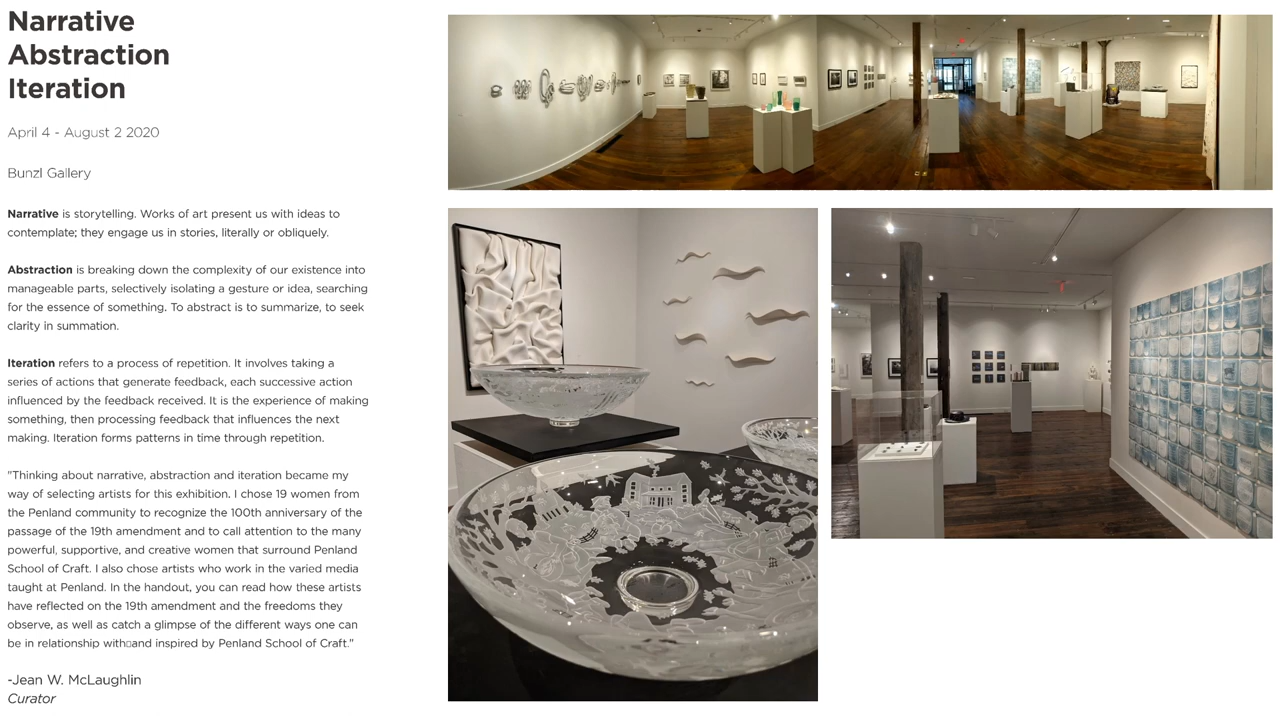 Narrative
Abstraction
Iteration
April 4 - August 2 2020
Bunzl Gallery
Narrative is storytelling. Works of art present us with ideas to
contemplate; they engage us in stories, literally or obliquely.
Abstraction is breaking down the complexity of our existence into
manageable parts, selectively isolating a gesture or idea, searching
for the essence of something. To abstract is to summarize, to seek
clarity in summation.
Iteration refers to a process of repetition. It involves taking a
series of actions that generate feedback, each successive action
influenced by the feedback received. It is the experience of making
something, then processing feedback that influences the next
making. Iteration forms patterns in time through repetition.
"Thinking about narrative, abstraction and iteration became my
way of selecting artists for this exhibition. I chose 19 women from
the Penland community to recognize the 100th anniversary of the
passage of the 19th amendment and to call attention to the many
powerful, supportive, and creative women that surround Penland
School of Craft. I also chose artists who work in the varied media
taught at Penland. In the handout, you can read how these artists
have reflected on the 19th amendment and the freedoms they
observe, as well as catch a glimpse of the different ways one can
be in relationship with▯and inspired by Penland School of Craft."
-Jean W. McLaughlin
Curator